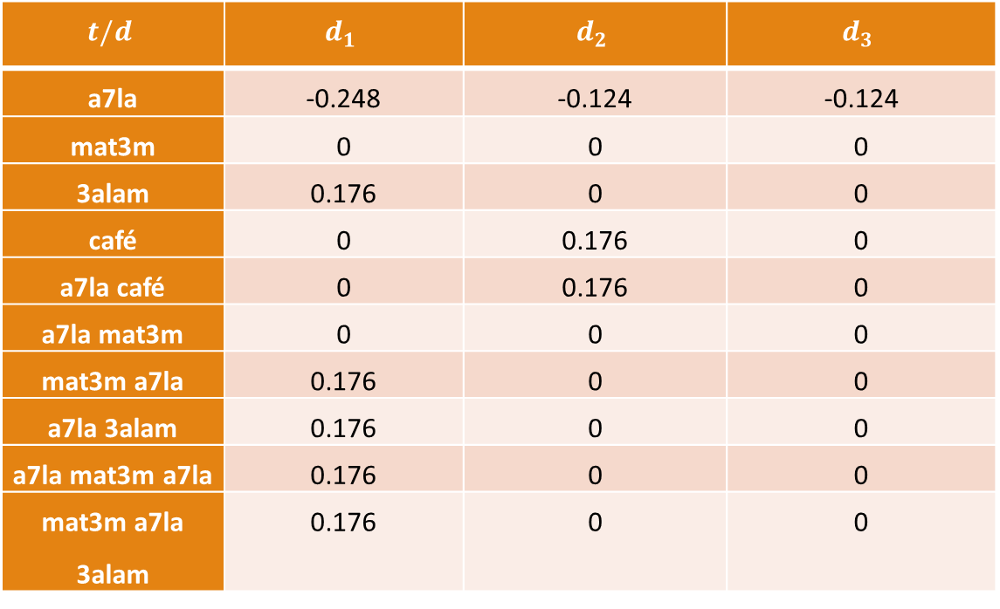 t/d d₁ d₂ d₃
a7la -0.248 -0.124 -0.124
mat3m 0 0 0
3alam 0.176 0 0
café 0 0.176 0
a7la café 0 0.176 0
a7la mat3m 0 0 0
mat3m a7la 0.176 0 0
a7la 3alam 0.176 0 0
a7la mat3m a7la 0.176 0 0
mat3m a7la 0.176 0 0
3alam